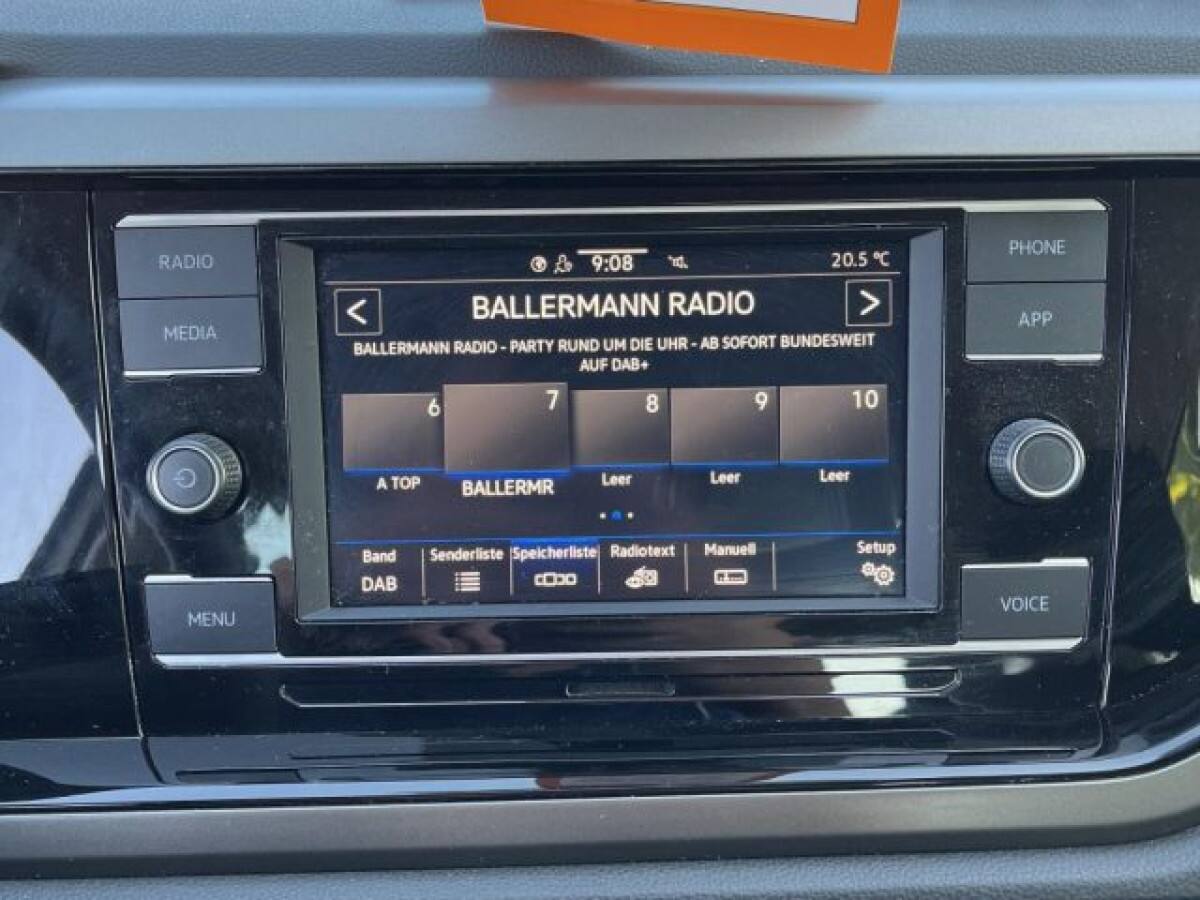 RADIO
MEDIA
MENU
PHONE
APP
VOICE
9:08
20.5 °C
<
BALLERMANN RADIO
>
BALLERMANN RADIO - PARTY RUND UM DIE UHR - AB SOFORT BUNDESWEIT
AUF DAB+
6 7 8 9 10
A TOP BALLERMR Leer Leer Leer
Band Senderliste Speicherliste Radiotext Manuell Setup
DAB